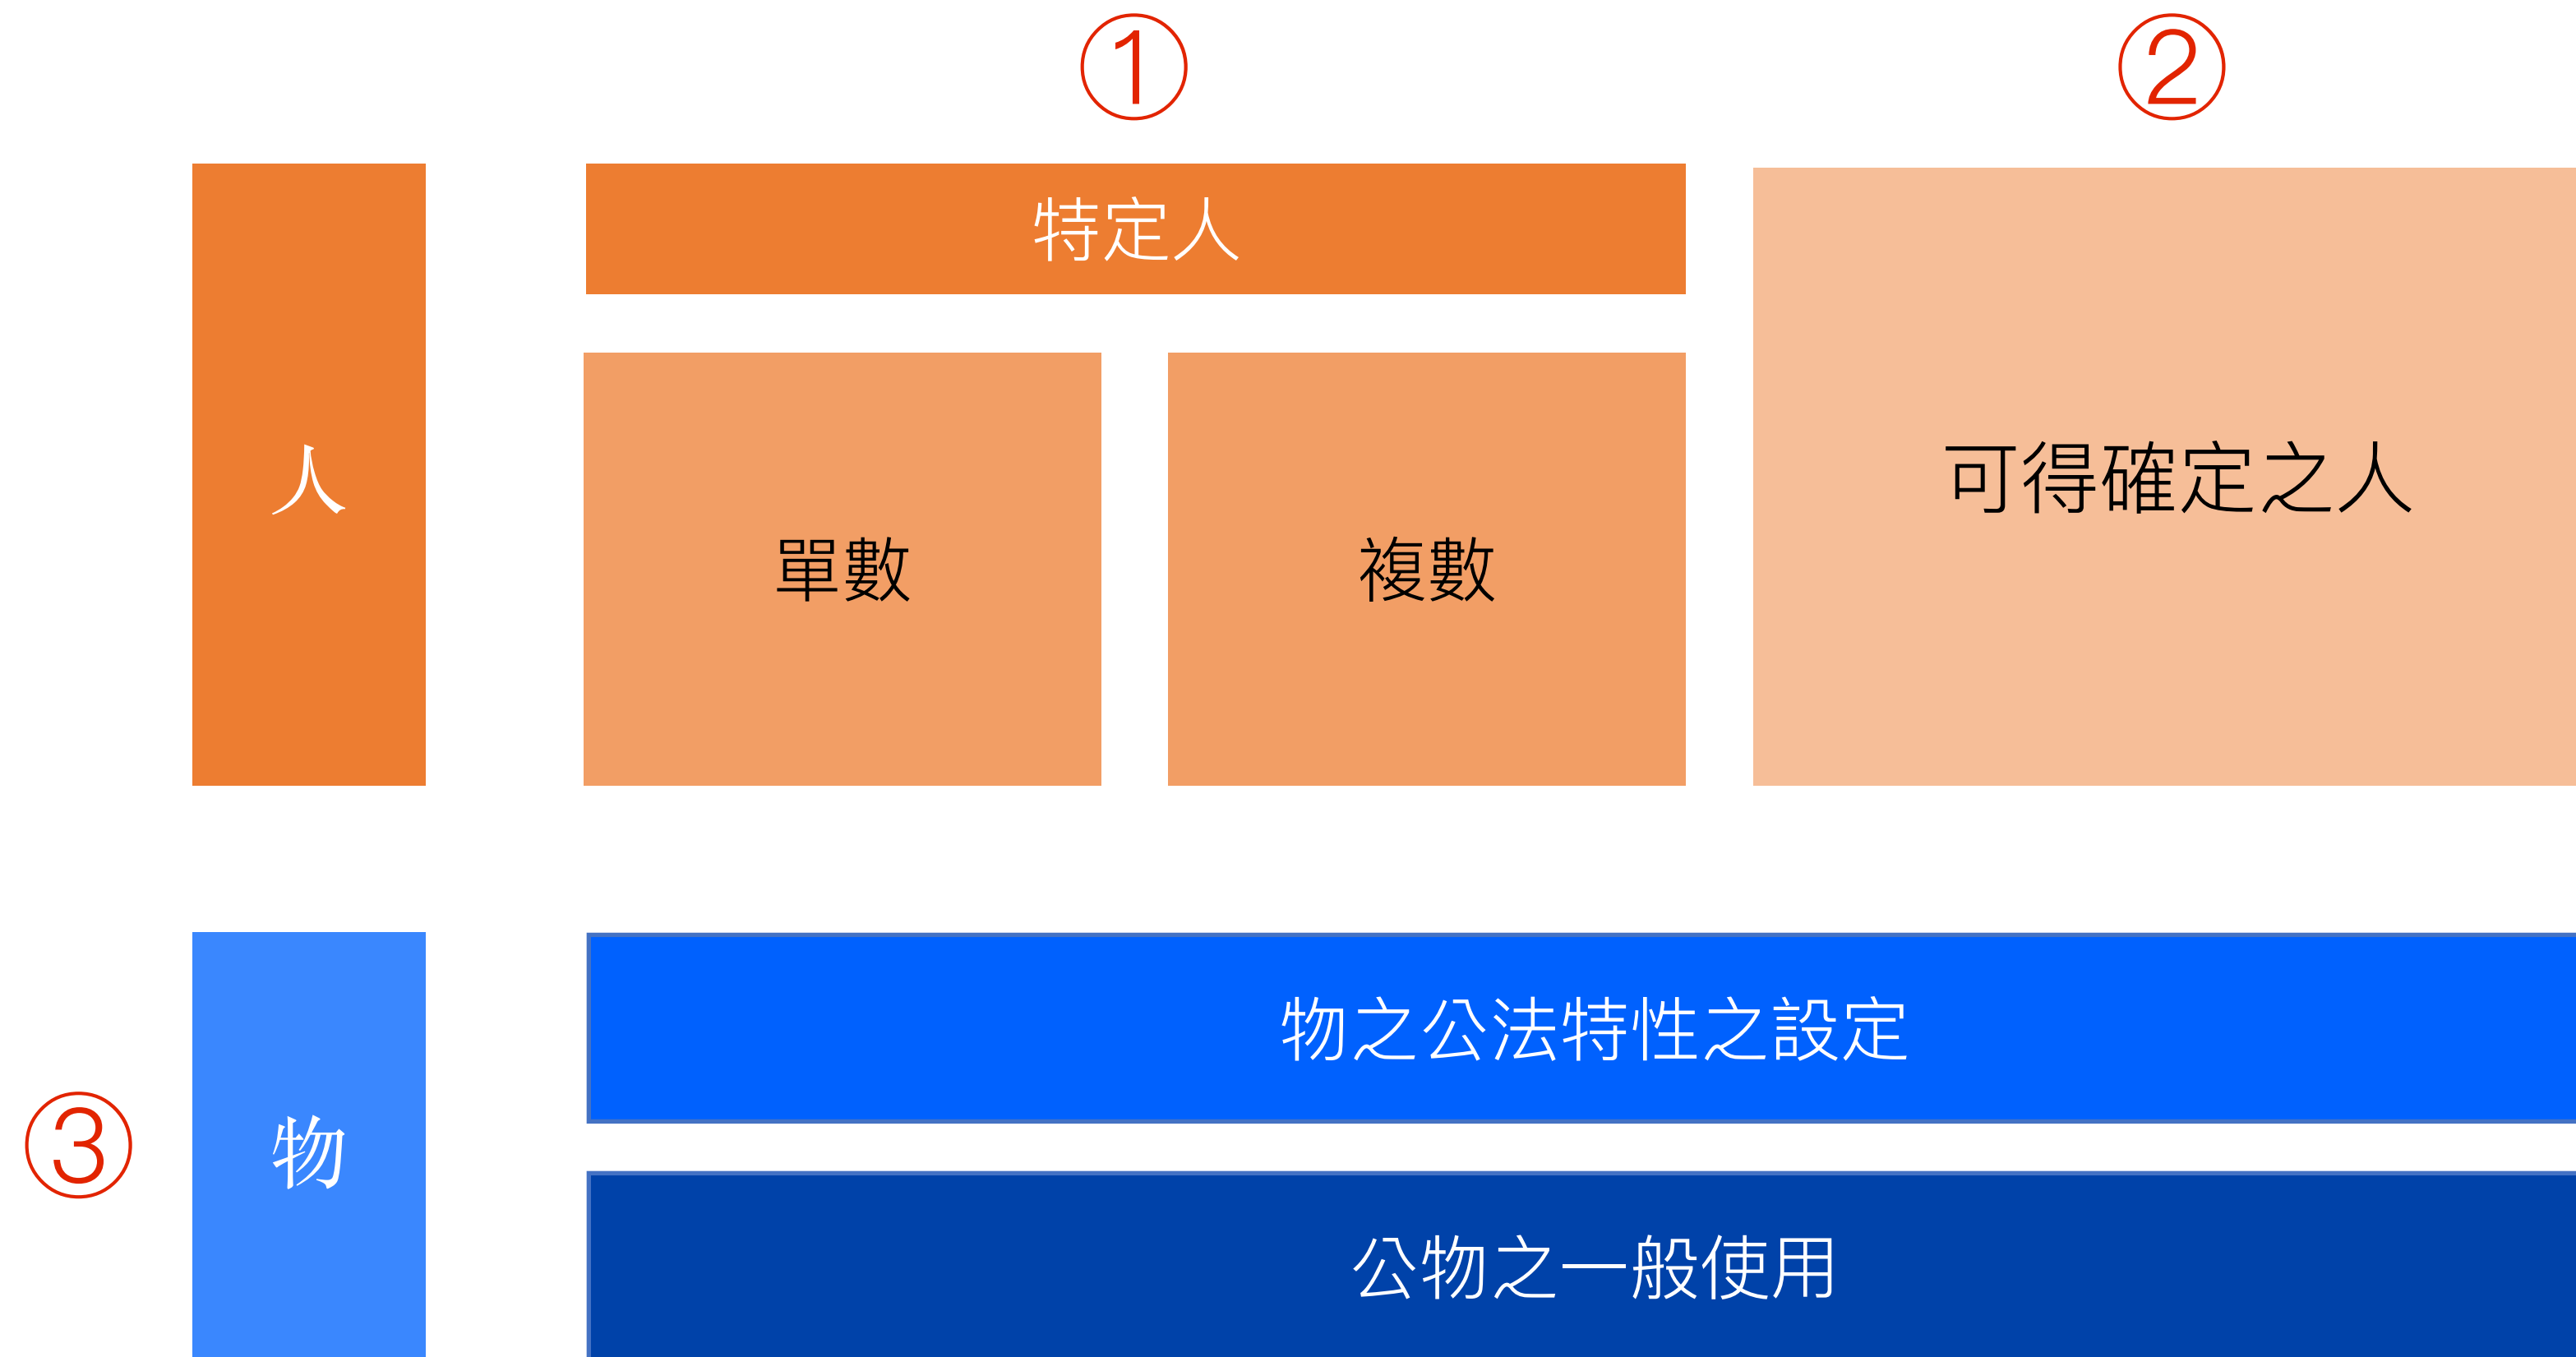 ①
②
人
特定人
單數
複數
可得確定之人
③
物
物之公法特性之設定
公物之一般使用